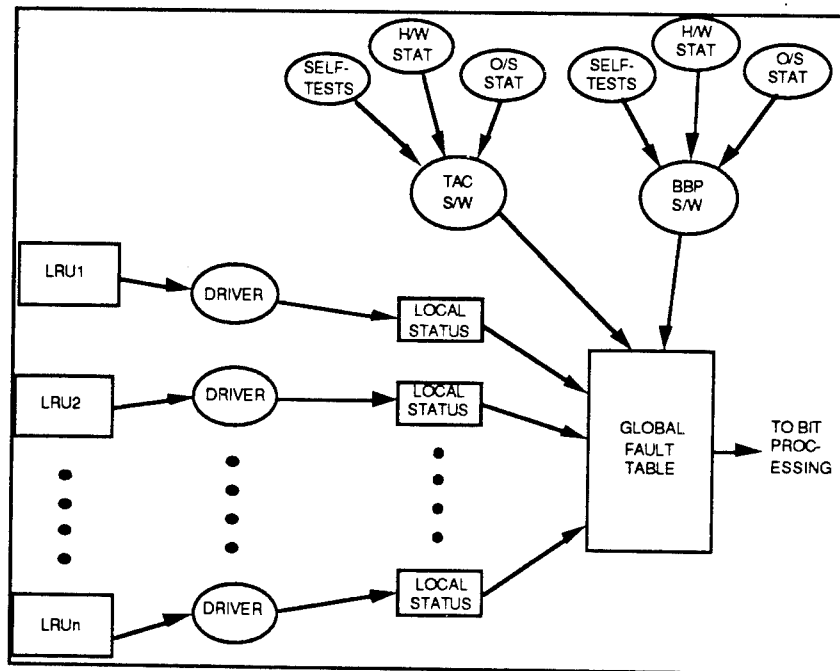 SELF-
TESTS
H/W
STAT
O/S
STAT
SELF-
TESTS
H/W
STAT
O/S
STAT
TAC
S/W
BBP
S/W
LRU1
DRIVER
LOCAL
STATUS
LRU2
DRIVER
LOCAL
STATUS
GLOBAL
FAULT
TABLE
TO BIT
PROC-
ESSING
LRUn
DRIVER
LOCAL
STATUS